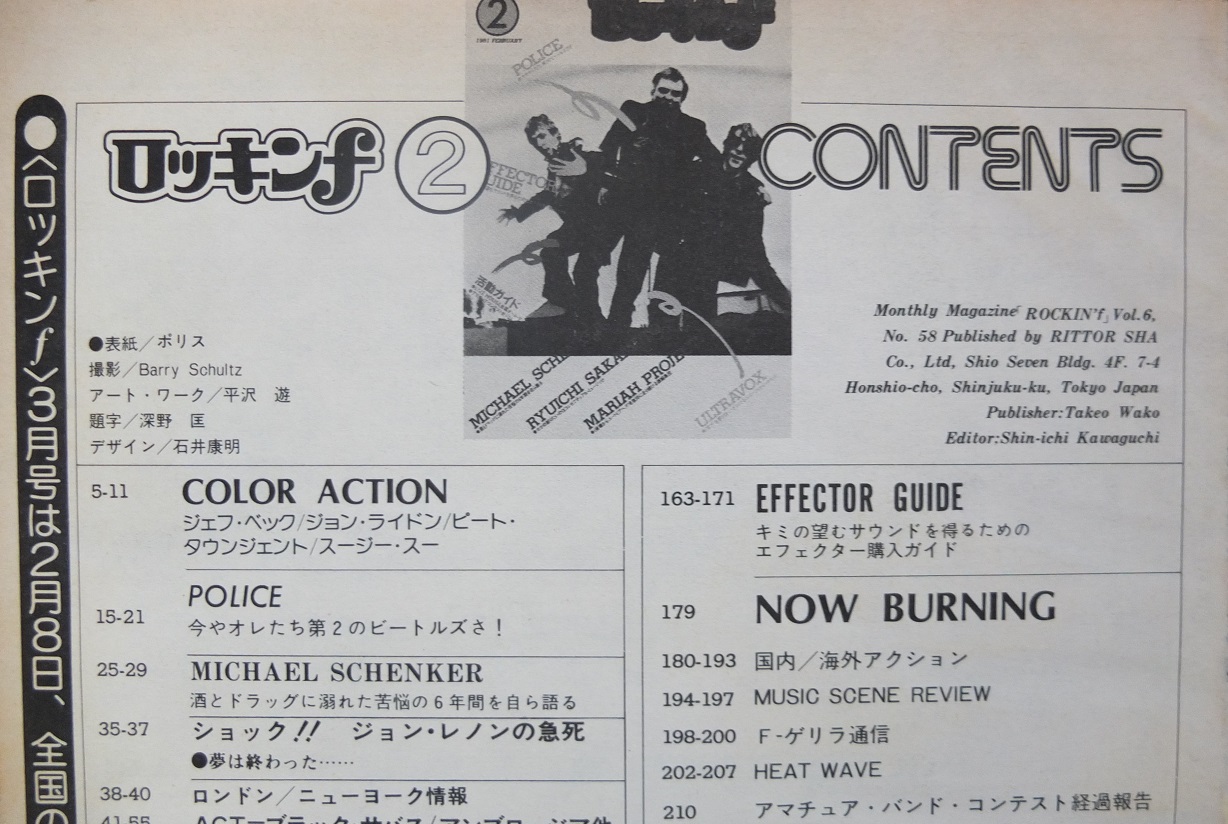 2
1981 FEBRUARY
POLICE
EFFECTOR
GUIDE
活動ガイド
MICHAEL SCHE
RYUICHI SAKA
MARIAH PROJE
ULTRAVOX
ロッキンf ② CONTENTS
●表紙／ポリス
撮影／Barry Schultz
アート・ワーク／平沢　遊
題字／深野　匡
デザイン／石井康明
Monthly Magazine「ROCKIN'f」Vol.6,
No. 58 Published by RITTOR SHA
Co., Ltd, Shio Seven Bldg. 4F. 7-4
Honshio-cho, Shinjuku-ku, Tokyo Japan
Publisher:Takeo Wako
Editor:Shin-ichi Kawaguchi
●〈ロッキンf〉3月号は2月8日、全国の
5-11 COLOR ACTION
ジェフ・ベック/ジョン・ライドン/ピート・
タウンジェント/スージー・スー
POLICE
15-21 今やオレたち第2のビートルズさ！
25-29 MICHAEL SCHENKER
酒とドラッグに溺れた苦悩の6年間を自ら語る
35-37 ショック!!　ジョン・レノンの急死
●夢は終わった……
38-40 ロンドン／ニューヨーク情報
163-171 EFFECTOR GUIDE
キミの望むサウンドを得るための
エフェクター購入ガイド
179 NOW BURNING
180-193 国内／海外アクション
194-197 MUSIC SCENE REVIEW
198-200 F-ゲリラ通信
202-207 HEAT WAVE
210 アマチュア・バンド・コンテスト経過報告